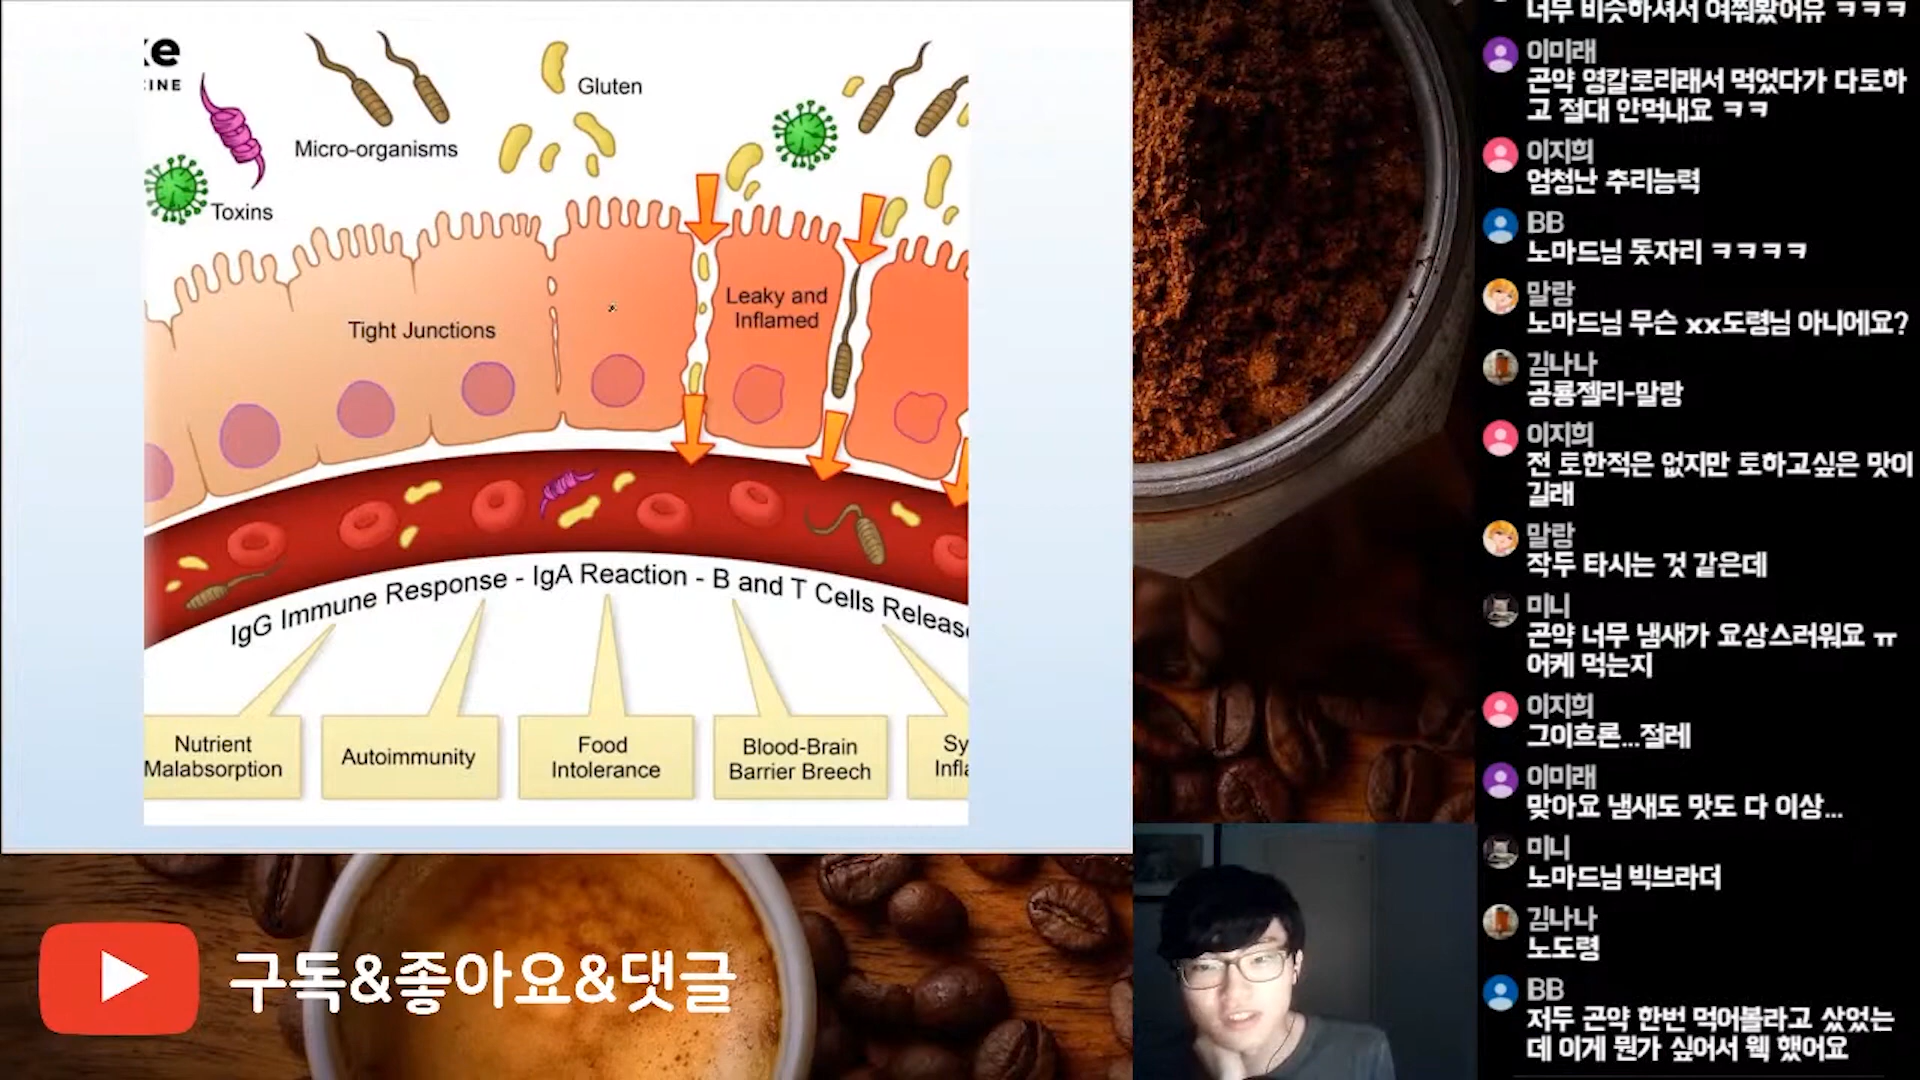 ke
CINE
Gluten
Micro-organisms
Toxins
Leaky and
Inflamed
Tight Junctions
IgG Immune Response - IgA Reaction - B and T Cells Release
Nutrient
Malabsorption
Autoimmunity
Food
Intolerance
Blood-Brain
Barrier Breech
Sy
Infla
구독&좋아요&댓글
너무 비슷하셔서 여쭤봤어유 ㅋㅋㅋ
이미래
곤약 영칼로리래서 먹었다가 다토하
고 절대 안먹내요 ㅋㅋ
이지희
엄청난 추리능력
BB
노마드님 돗자리 ㅋㅋㅋㅋ
말랑
노마드님 무슨 xx도령님 아니에요?
김나나
공룡젤리-말랑
이지희
전 토한적은 없지만 토하고싶은 맛이
길래
말랑
작두 타시는 것 같은데
미니
곤약 너무 냄새가 요상스러워요 ㅠ
어케 먹는지
이지희
그이흐론...절레
이미래
맞아요 냄새도 맛도 다 이상...
미니
노마드님 빅브라더
김나나
노도령
BB
저두 곤약 한번 먹어볼라고 샀었는
데 이게 뭔가 싶어서 웩 했어요